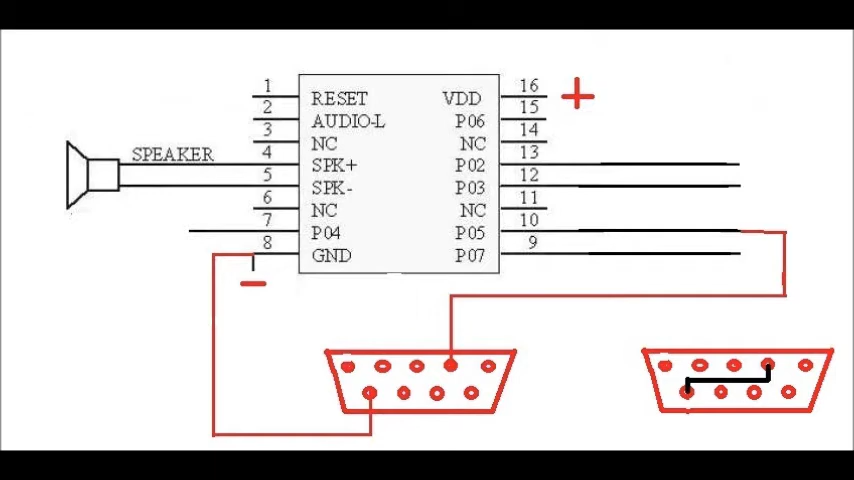 1 RESET VDD 16 +
2 AUDIO-L P06 15
3 NC NC 14
SPEAKER 4 SPK+ P02 13
5 SPK- P03 12
6 NC NC 11
7 P04 P05 10
8 GND P07 9
−